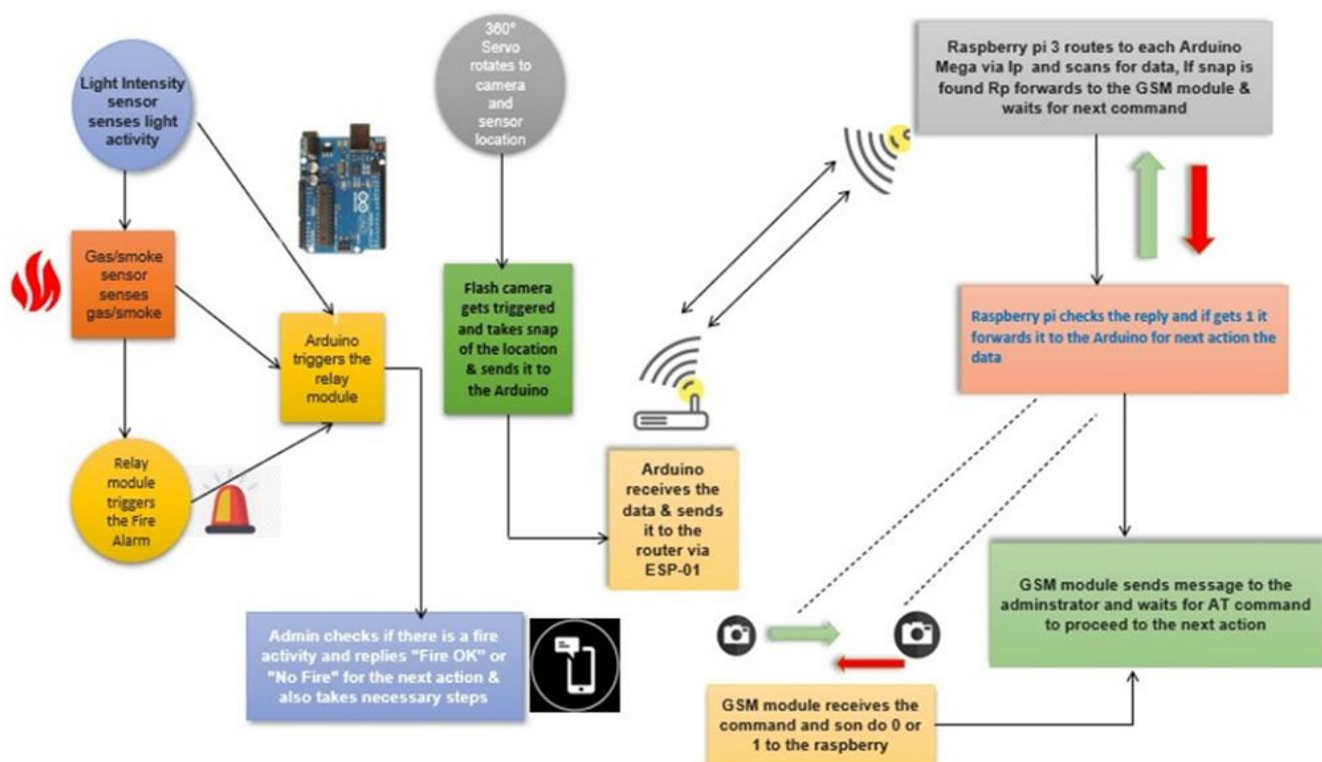 Light Intensity
sensor
senses light
activity
Gas/smoke
sensor
senses
gas/smoke
Relay
module
triggers
the Fire
Alarm
Arduino
triggers the
relay
module
360°
Servo
rotates to
camera
and
sensor
location
Flash camera
gets triggered
and takes snap
of the location
& sends it to
the Arduino
Arduino
receives the
data & sends
it to the
router via
ESP-01
Admin checks if there is a fire
activity and replies "Fire OK" or
"No Fire" for the next action &
also takes necessary steps
Raspberry pi 3 routes to each Arduino
Mega via Ip and scans for data, If snap is
found Rp forwards to the GSM module &
waits for next command
Raspberry pi checks the reply and if gets 1 it
forwards it to the Arduino for next action the
data
GSM module sends message to the
adminstrator and waits for AT command
to proceed to the next action
GSM module receives the
command and son do 0 or
1 to the raspberry